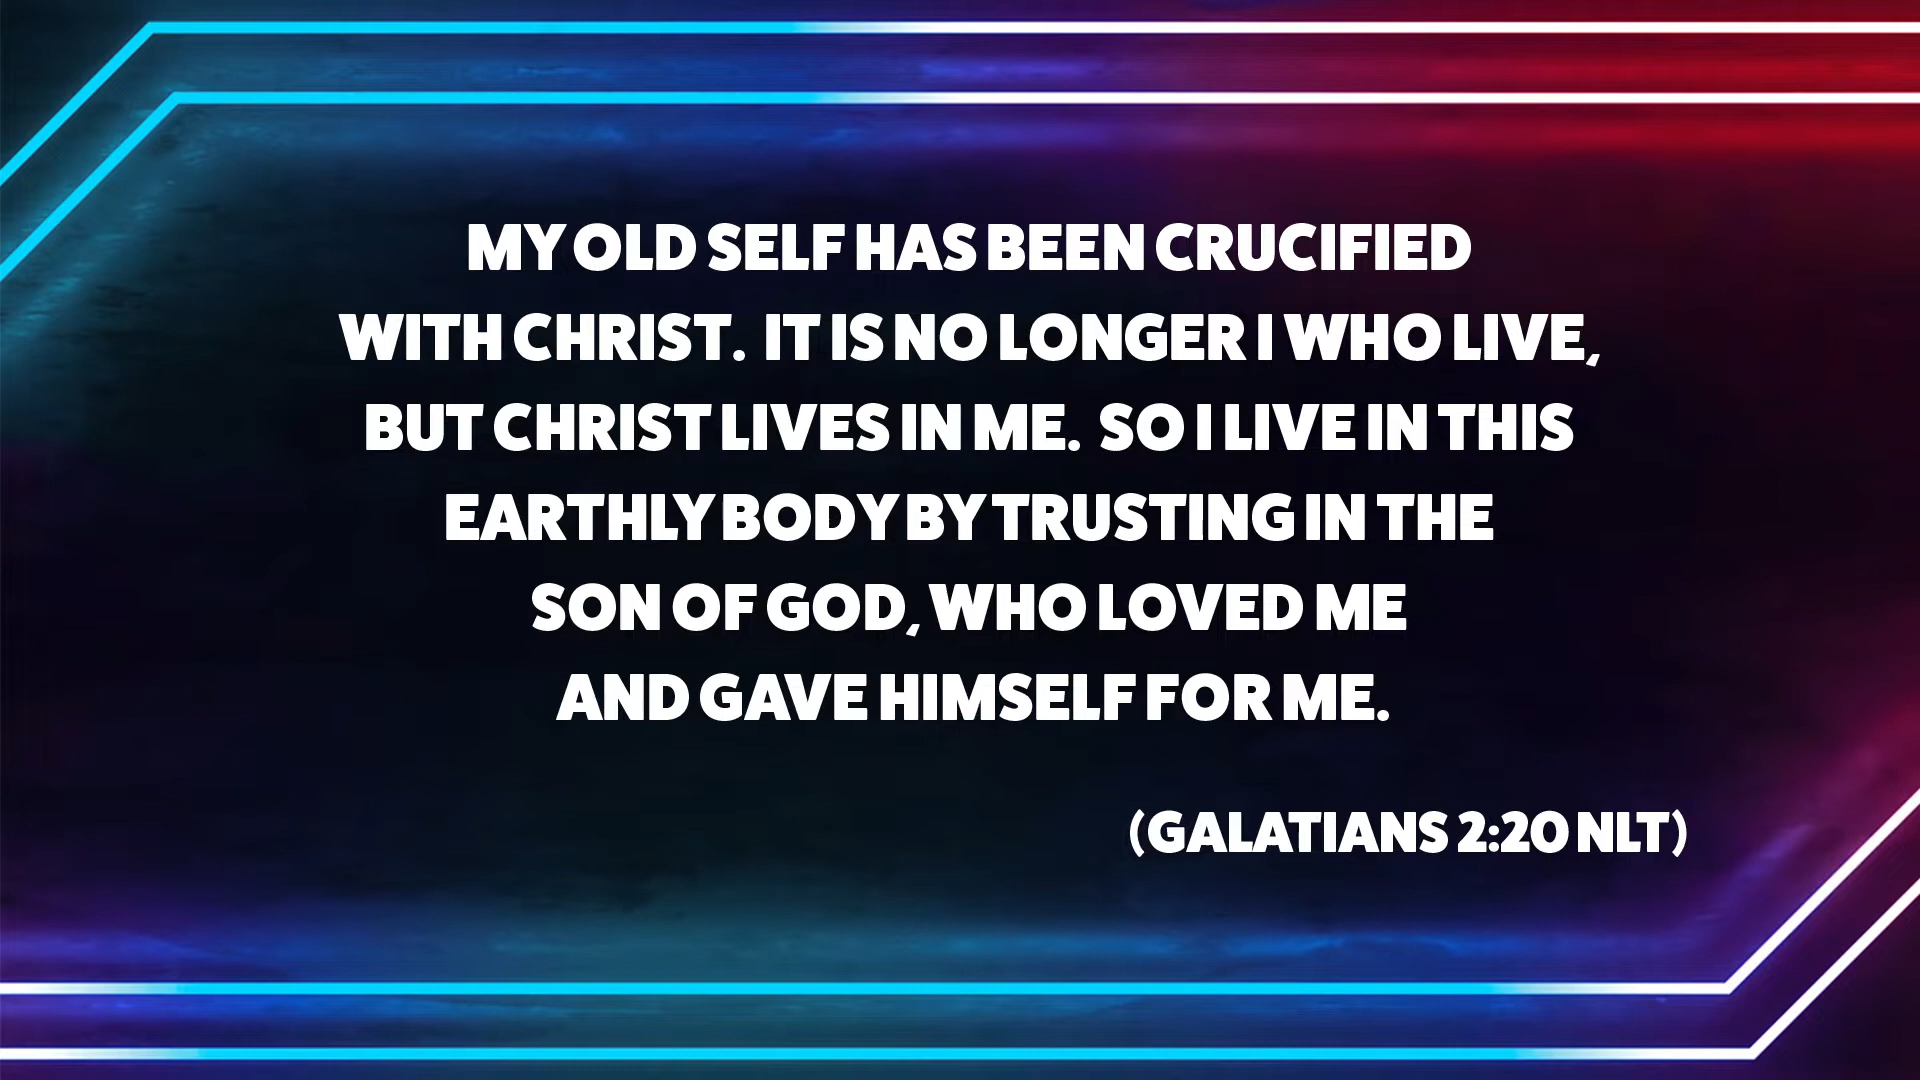 MY OLD SELF HAS BEEN CRUCIFIED
WITH CHRIST. IT IS NO LONGER I WHO LIVE,
BUT CHRIST LIVES IN ME. SO I LIVE IN THIS
EARTHLY BODY BY TRUSTING IN THE
SON OF GOD, WHO LOVED ME
AND GAVE HIMSELF FOR ME.
(GALATIANS 2:20 NLT)